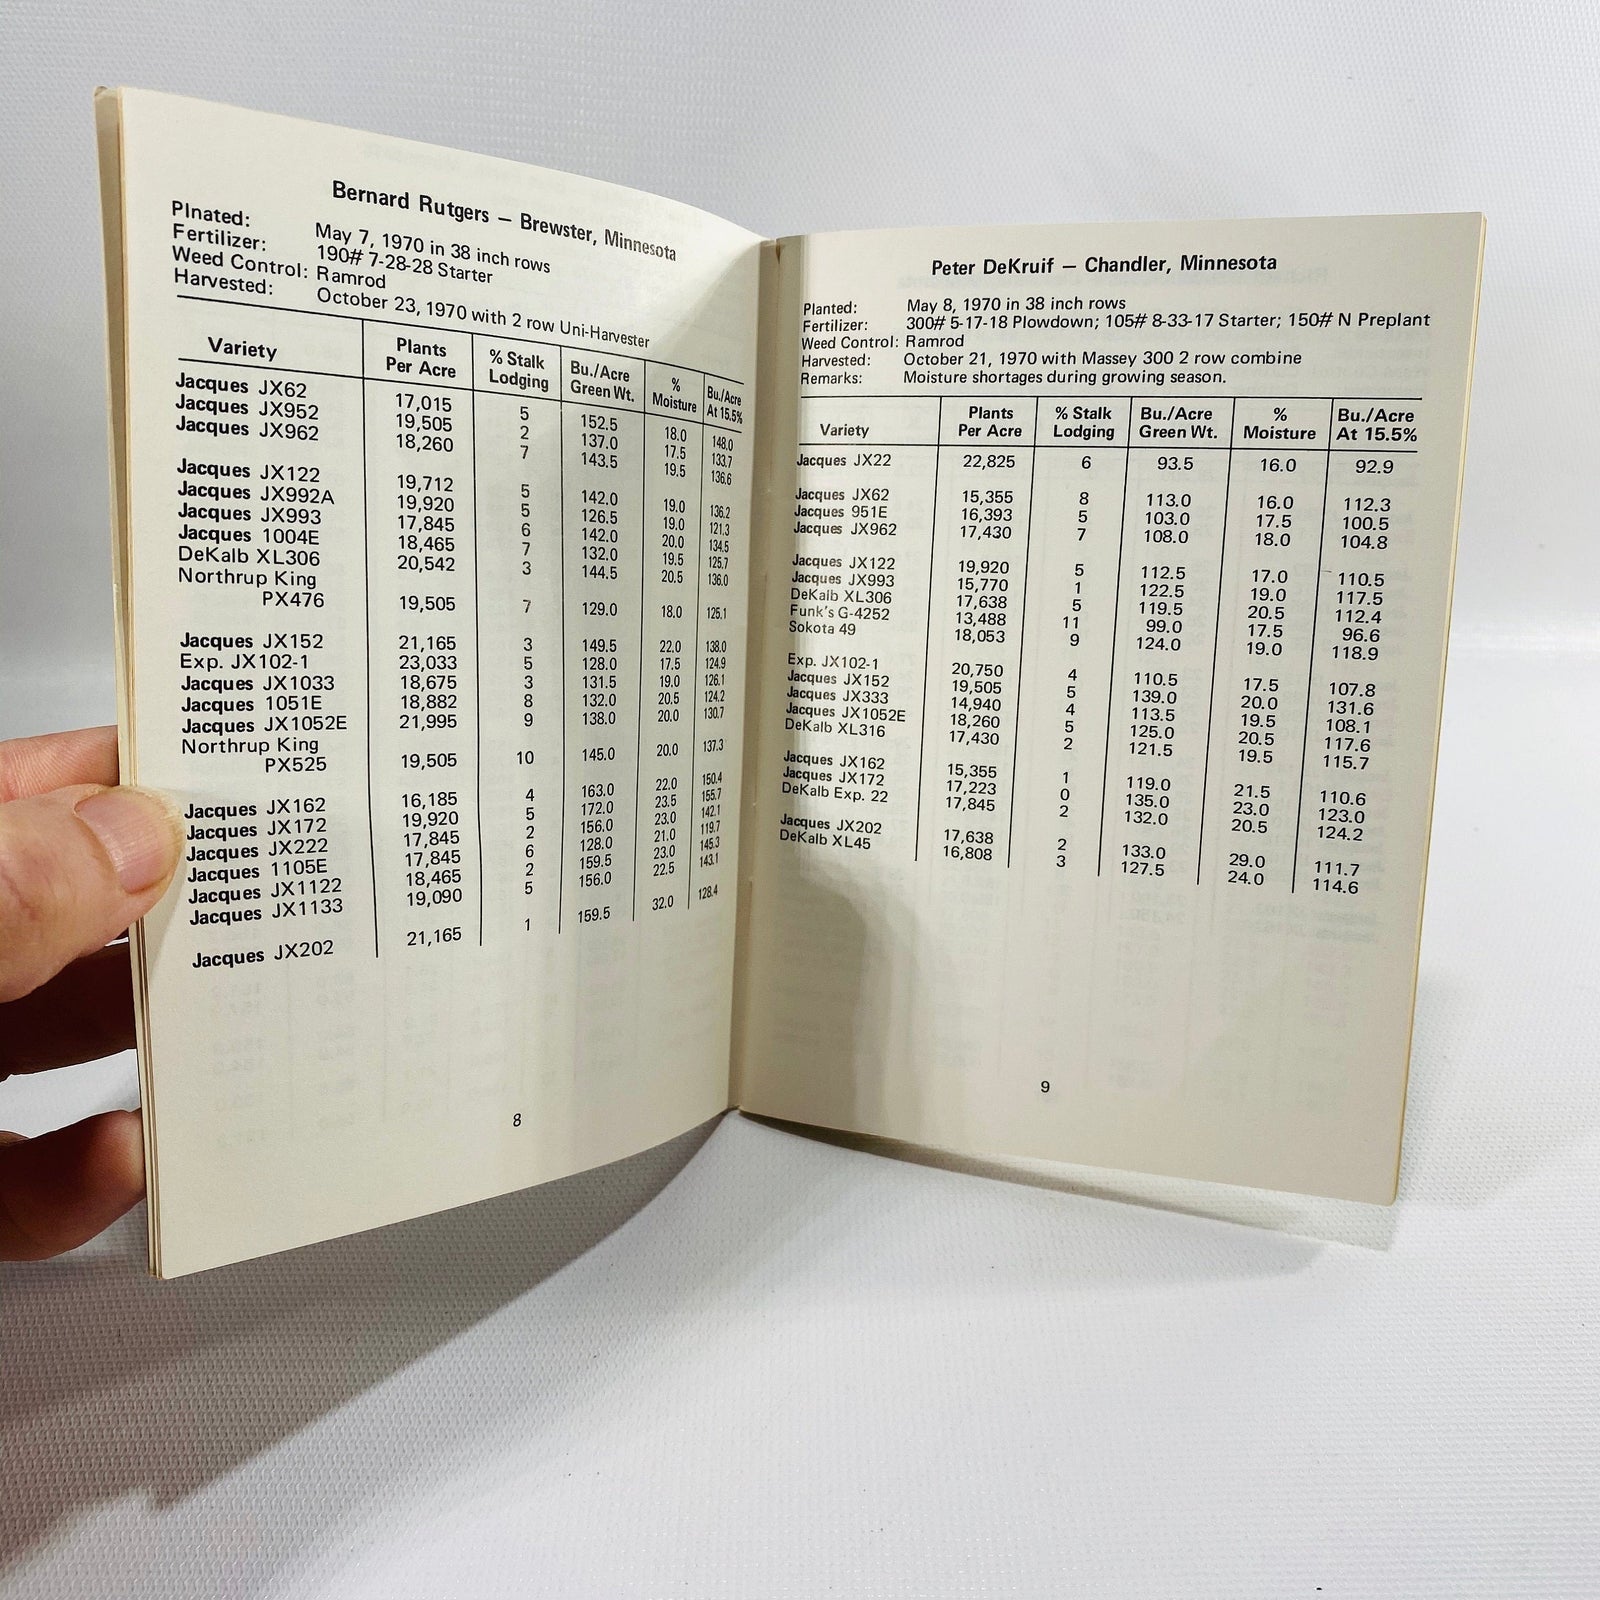 Bernard Rutgers — Brewster, Minnesota
Plnated: May 7, 1970 in 38 inch rows
Fertilizer: 190# 7-28-28 Starter
Weed Control: Ramrod
Harvested: October 23, 1970 with 2 row Uni-Harvester
Variety Plants Per Acre % Stalk Lodging Bu./Acre Green Wt. % Moisture Bu./Acre At 15.5%
Jacques JX62 17,015 5 152.5 18.0 148.0
Jacques JX952 19,505 2 137.0 17.5 133.7
Jacques JX962 18,260 7 143.5 19.5 136.6
Jacques JX122 19,712 5 142.0 19.0 136.2
Jacques JX992A 19,920 5 126.5 19.0 121.3
Jacques JX993 17,845 6 142.0 20.0 134.5
Jacques 1004E 18,465 7 132.0 19.5 125.7
DeKalb XL306 20,542 3 144.5 20.5 136.0
Northrup King
PX476 19,505 7 129.0 18.0 125.1
Jacques JX152 21,165 3 149.5 22.0 138.0
Exp. JX102-1 23,033 5 128.0 17.5 124.9
Jacques JX1033 18,675 3 131.5 19.0 126.1
Jacques 1051E 18,882 8 132.0 20.5 124.2
Jacques JX1052E 21,995 9 138.0 20.0 130.7
Northrup King
PX525 19,505 10 145.0 20.0 137.3
Jacques JX162 16,185 4 163.0 22.0 150.4
Jacques JX172 19,920 5 172.0 23.5 155.7
Jacques JX222 17,845 2 156.0 23.0 142.1
Jacques 1105E 17,845 6 128.0 21.0 119.7
Jacques JX1122 18,465 2 159.5 23.0 145.3
Jacques JX1133 19,090 5 156.0 22.5 143.1
Jacques JX202 21,165 1 159.5 32.0 128.4
8
Peter DeKruif — Chandler, Minnesota
Planted: May 8, 1970 in 38 inch rows
Fertilizer: 300# 5-17-18 Plowdown; 105# 8-33-17 Starter; 150# N Preplant
Weed Control: Ramrod
Harvested: October 21, 1970 with Massey 300 2 row combine
Remarks: Moisture shortages during growing season.
Variety Plants Per Acre % Stalk Lodging Bu./Acre Green Wt. % Moisture Bu./Acre At 15.5%
Jacques JX22 22,825 6 93.5 16.0 92.9
Jacques JX62 15,355 8 113.0 16.0 112.3
Jacques 951E 16,393 5 103.0 17.5 100.5
Jacques JX962 17,430 7 108.0 18.0 104.8
Jacques JX122 19,920 5 112.5 17.0 110.5
Jacques JX993 15,770 1 122.5 19.0 117.5
DeKalb XL306 17,638 5 119.5 20.5 112.4
Funk's G-4252 13,488 11 99.0 17.5 96.6
Sokota 49 18,053 9 124.0 19.0 118.9
Exp. JX102-1 20,750 4 110.5 17.5 107.8
Jacques JX152 19,505 5 139.0 20.0 131.6
Jacques JX333 14,940 4 113.5 19.5 108.1
Jacques JX1052E 18,260 5 125.0 20.5 117.6
DeKalb XL316 17,430 2 121.5 19.5 115.7
Jacques JX162 15,355 1 119.0 21.5 110.6
Jacques JX172 17,223 0 135.0 23.0 123.0
DeKalb Exp. 22 17,845 2 132.0 20.5 124.2
Jacques JX202 17,638 2 133.0 29.0 111.7
DeKalb XL45 16,808 3 127.5 24.0 114.6
9